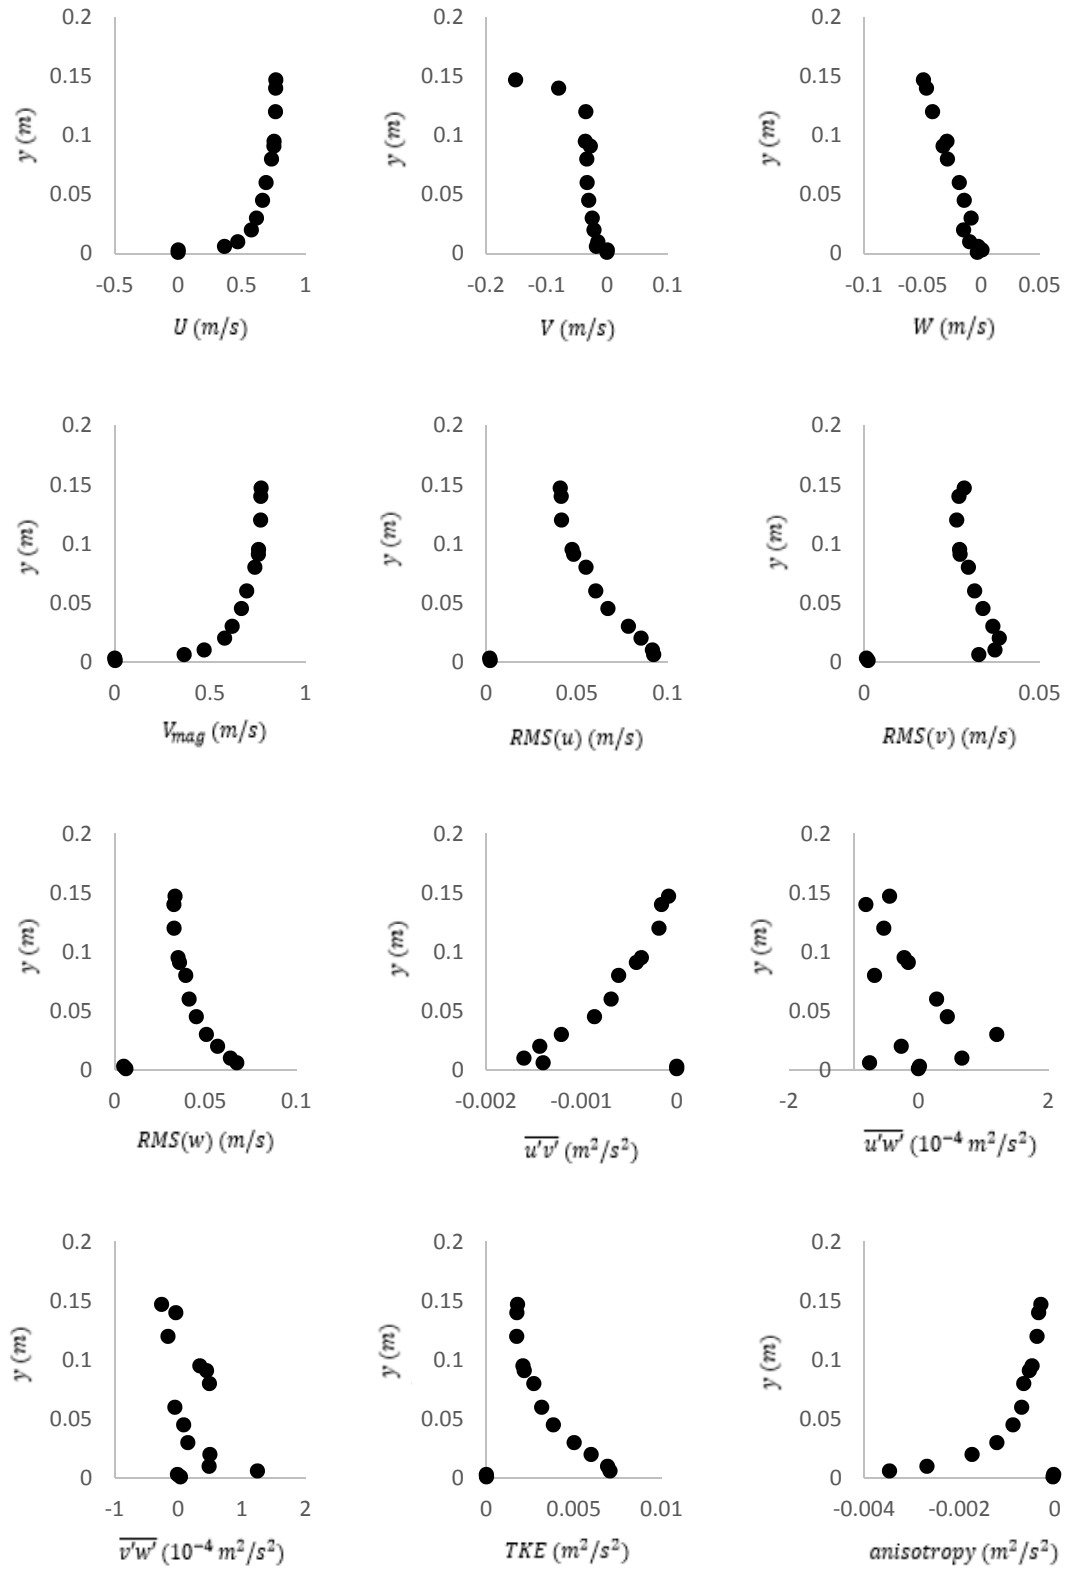 0.2 0.2 0.2
0.15 0.15 0.15
y (m) y (m) y (m)
0.1 0.1 0.1
0.05 0.05 0.05
0 0 0
-0.5 0 0.5 1 -0.2 -0.1 0 0.1 -0.1 -0.05 0 0.05
U (m/s) V (m/s) W (m/s)
0.2 0.2 0.2
0.15 0.15 0.15
y (m) y (m) y (m)
0.1 0.1 0.1
0.05 0.05 0.05
0 0 0
0 0.5 1 0 0.05 0.1 0 0.05
V_mag (m/s) RMS(u) (m/s) RMS(v) (m/s)
0.2 0.2 0.2
0.15 0.15 0.15
y (m) y (m) y (m)
0.1 0.1 0.1
0.05 0.05 0.05
0 0 0
0 0.05 0.1 -0.002 -0.001 0 -2 0 2
RMS(w) (m/s) u'v' (m²/s²) u'w' (10⁻⁴ m²/s²)
0.2 0.2 0.2
0.15 0.15 0.15
y (m) y (m) y (m)
0.1 0.1 0.1
0.05 0.05 0.05
0 0 0
-1 0 1 2 0 0.005 0.01 -0.004 -0.002 0
v'w' (10⁻⁴ m²/s²) TKE (m²/s²) anisotropy (m²/s²)